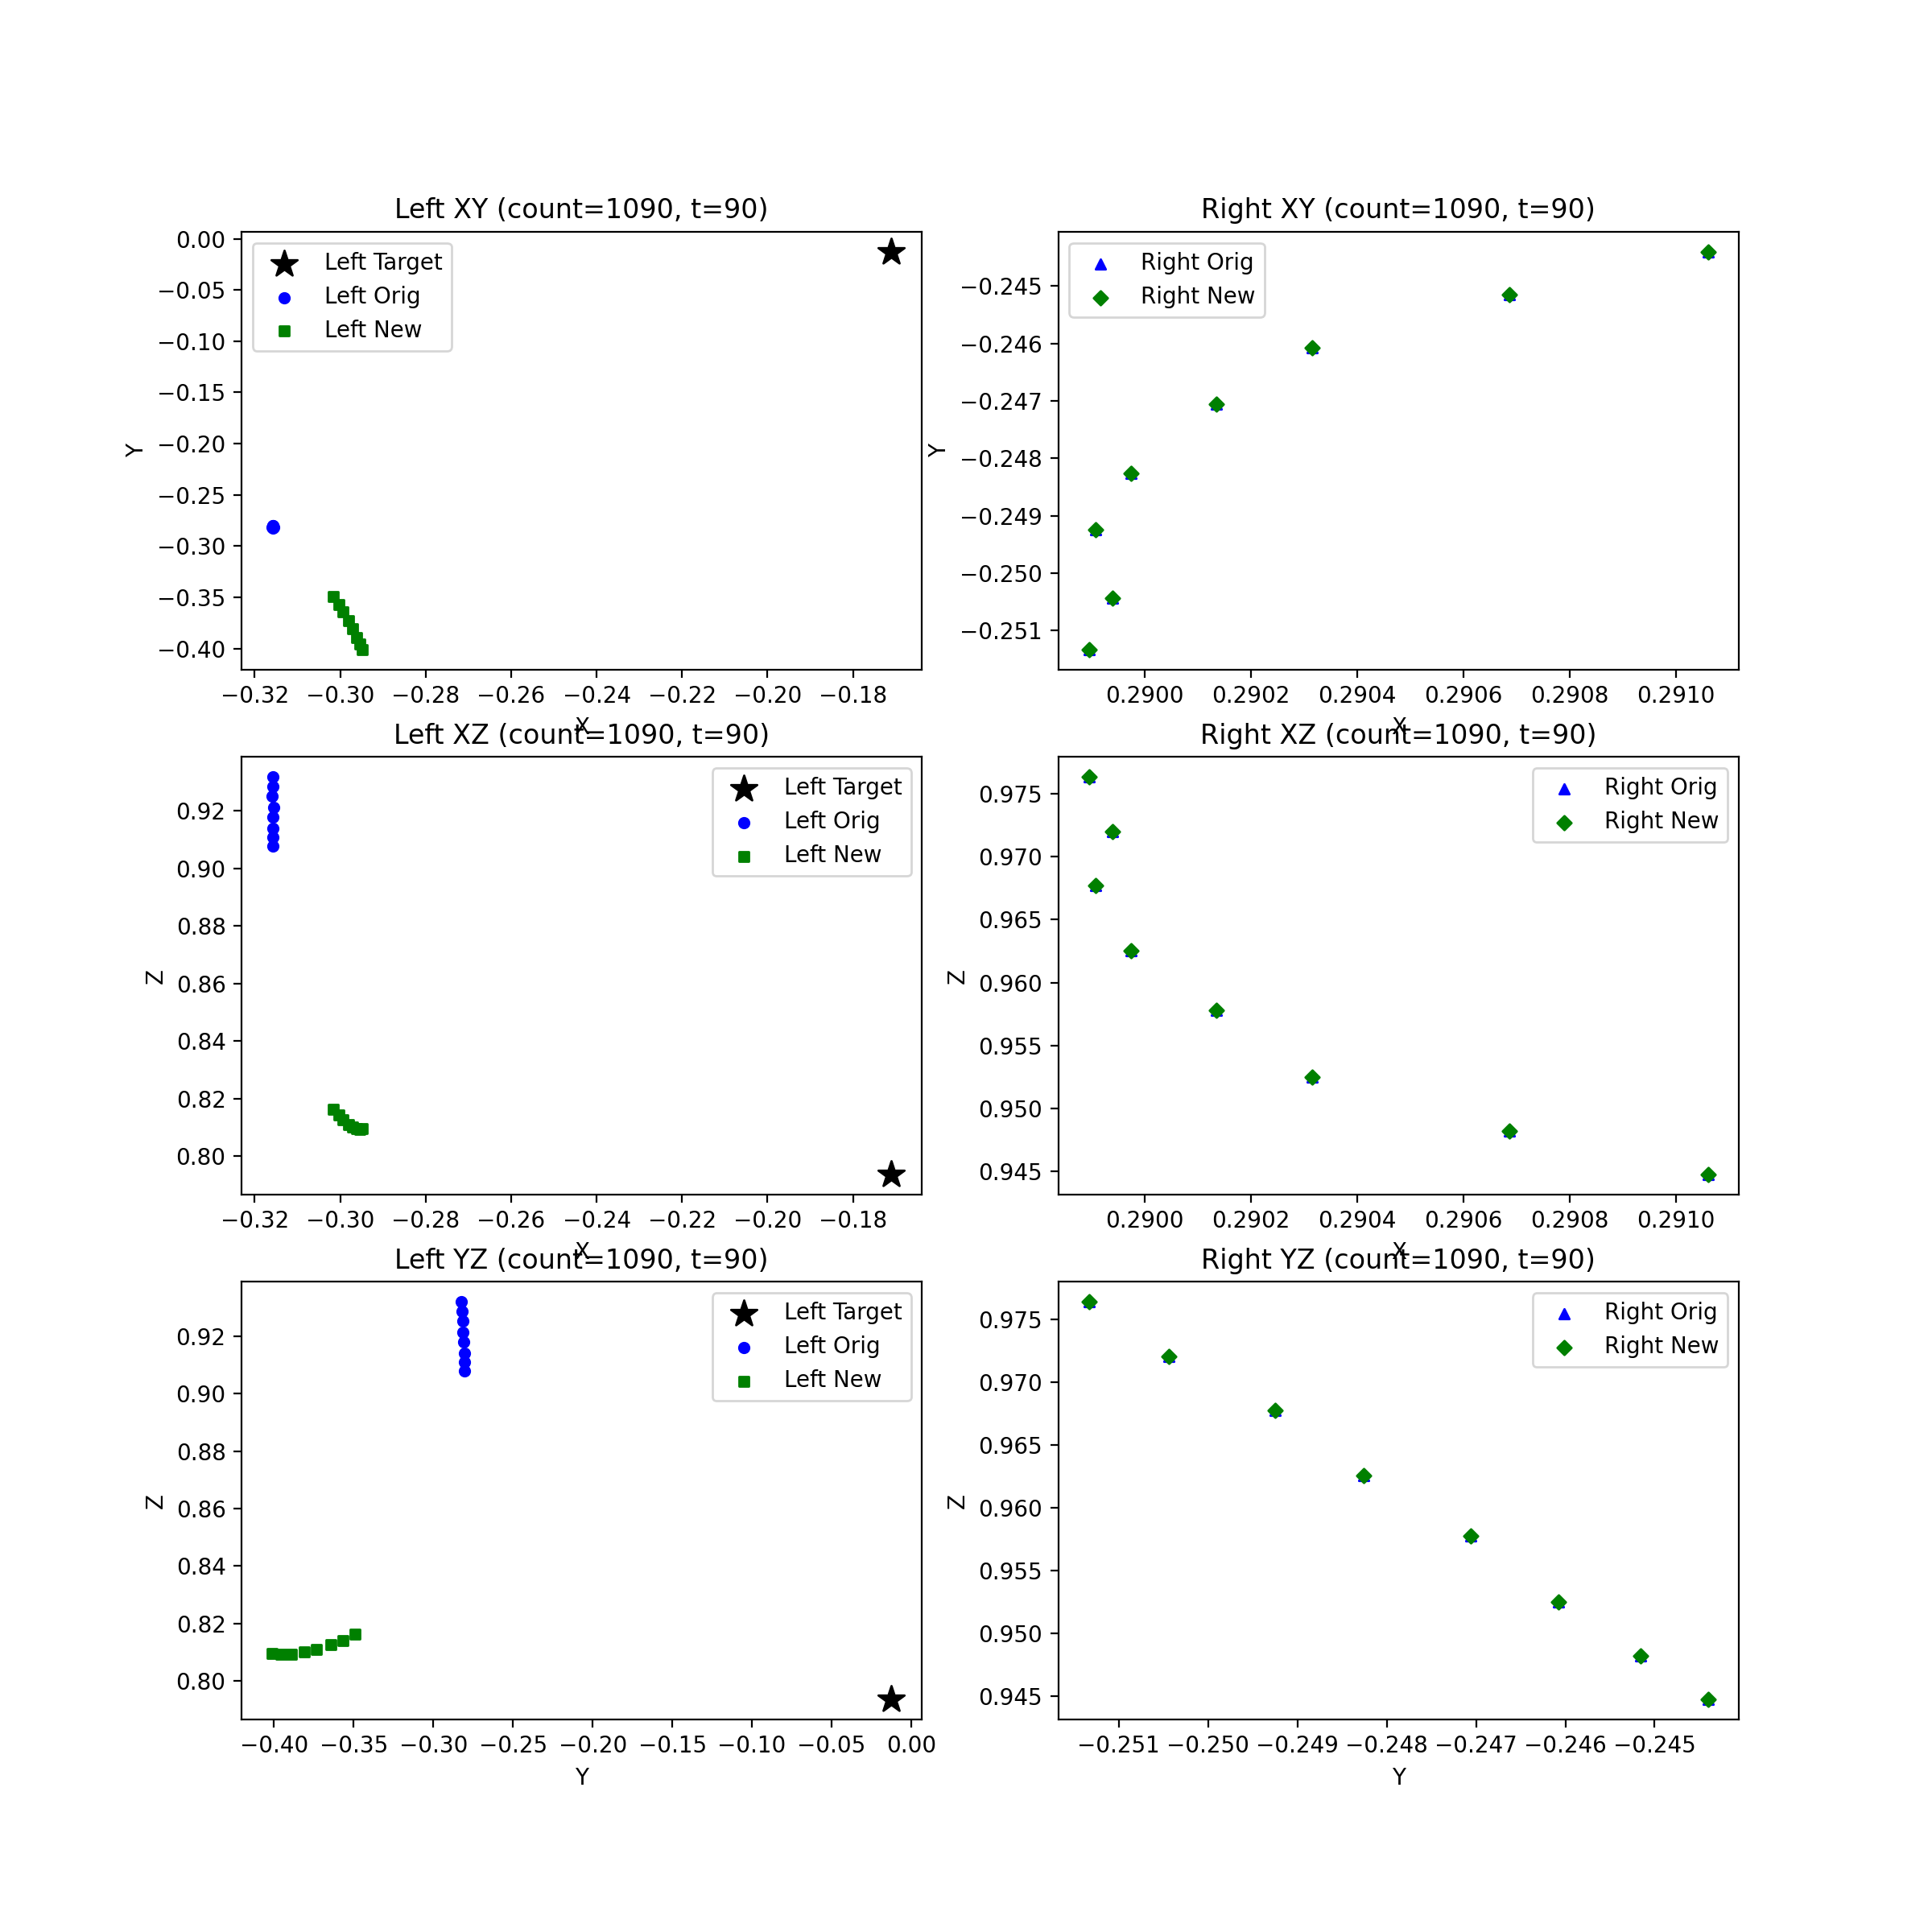 Left XY (count=1090, t=90)
0.00
−0.05
−0.10
−0.15
−0.20
−0.25
−0.30
−0.35
−0.40
Y
Left Target
Left Orig
Left New
−0.32 −0.30 −0.28 −0.26 −0.24 −0.22 −0.20 −0.18
X
Right XY (count=1090, t=90)
−0.245
−0.246
−0.247
−0.248
−0.249
−0.250
−0.251
Y
Right Orig
Right New
0.2900 0.2902 0.2904 0.2906 0.2908 0.2910
X
Left XZ (count=1090, t=90)
0.92
0.90
0.88
0.86
0.84
0.82
0.80
Z
Left Target
Left Orig
Left New
−0.32 −0.30 −0.28 −0.26 −0.24 −0.22 −0.20 −0.18
X
Right XZ (count=1090, t=90)
0.975
0.970
0.965
0.960
0.955
0.950
0.945
Z
Right Orig
Right New
0.2900 0.2902 0.2904 0.2906 0.2908 0.2910
X
Left YZ (count=1090, t=90)
0.92
0.90
0.88
0.86
0.84
0.82
0.80
Z
Left Target
Left Orig
Left New
−0.40 −0.35 −0.30 −0.25 −0.20 −0.15 −0.10 −0.05 0.00
Y
Right YZ (count=1090, t=90)
0.975
0.970
0.965
0.960
0.955
0.950
0.945
Z
Right Orig
Right New
−0.251 −0.250 −0.249 −0.248 −0.247 −0.246 −0.245
Y